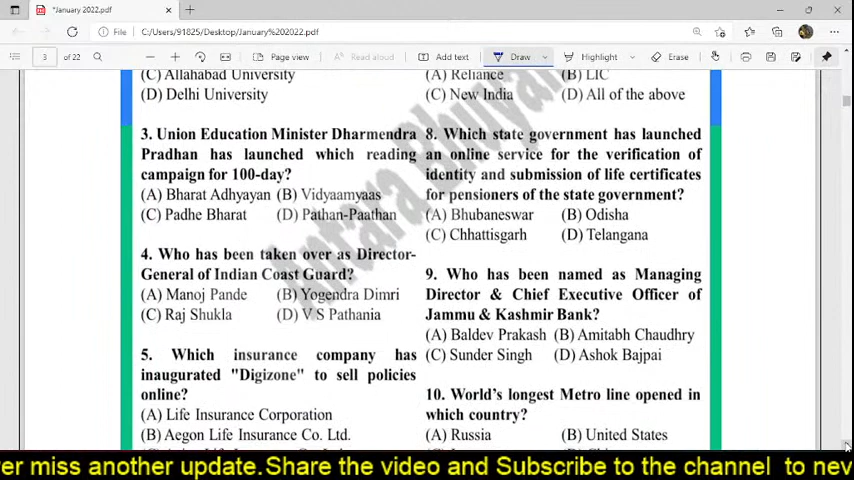 *January 2022.pdf
File
C:/Users/91825/Desktop/January%202022.pdf
3
of 22
Page view
Read aloud
Add text
Draw
Highlight
Erase
(C) Allahabad University
(D) Delhi University
3. Union Education Minister Dharmendra
Pradhan has launched which reading
campaign for 100-day?
(A) Bharat Adhyayan (B) Vidyaamyaas
(C) Padhe Bharat (D) Pathan-Paathan
4. Who has been taken over as Director-
General of Indian Coast Guard?
(A) Manoj Pande (B) Yogendra Dimri
(C) Raj Shukla (D) V S Pathania
5. Which insurance company has
inaugurated "Digizone" to sell policies
online?
(A) Life Insurance Corporation
(B) Aegon Life Insurance Co. Ltd.
(A) Reliance (B) LIC
(C) New India (D) All of the above
8. Which state government has launched
an online service for the verification of
identity and submission of life certificates
for pensioners of the state government?
(A) Bhubaneswar (B) Odisha
(C) Chhattisgarh (D) Telangana
9. Who has been named as Managing
Director & Chief Executive Officer of
Jammu & Kashmir Bank?
(A) Baldev Prakash (B) Amitabh Chaudhry
(C) Sunder Singh (D) Ashok Bajpai
10. World's longest Metro line opened in
which country?
(A) Russia (B) United States
Antara Bhuyan
er miss another update.Share the video and Subscribe to the channel to nev